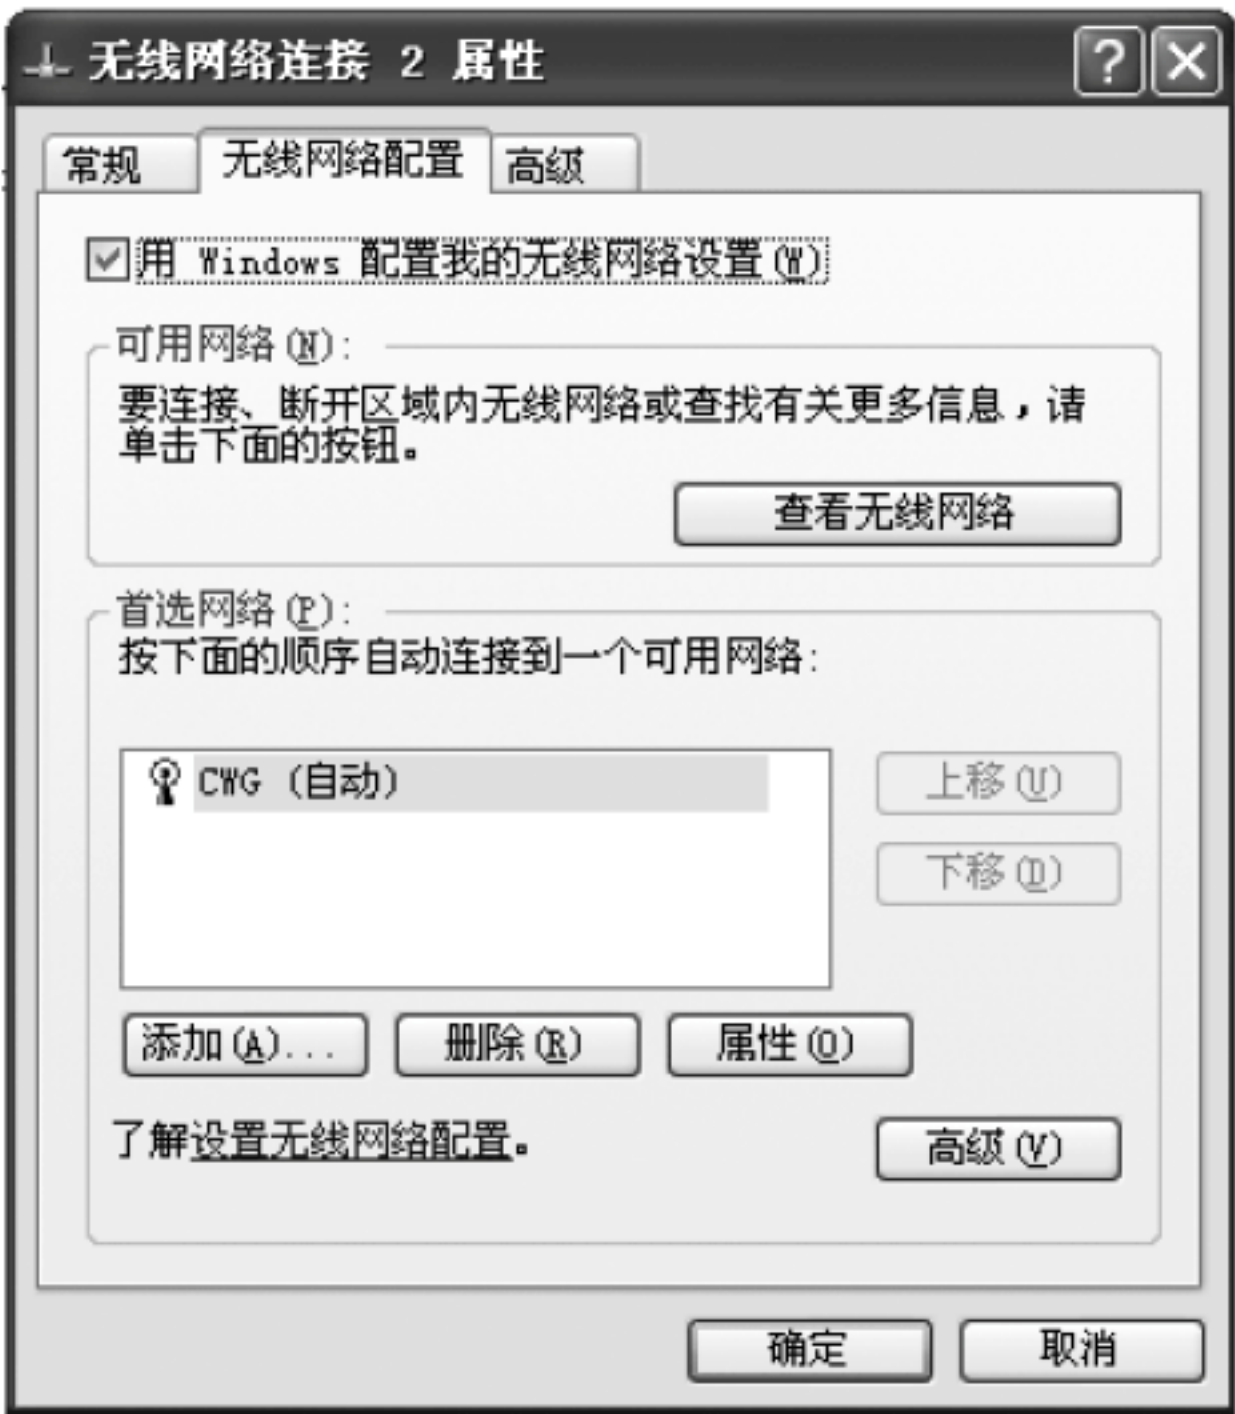 无线网络连接 2 属性
常规 无线网络配置 高级
用 Windows 配置我的无线网络设置(W)
可用网络(N):
要连接、断开区域内无线网络或查找有关更多信息，请
单击下面的按钮。
查看无线网络
首选网络(P):
按下面的顺序自动连接到一个可用网络:
CWG (自动)
上移(U)
下移(D)
添加(A)... 删除(R) 属性(O)
了解设置无线网络配置。
高级(V)
确定 取消